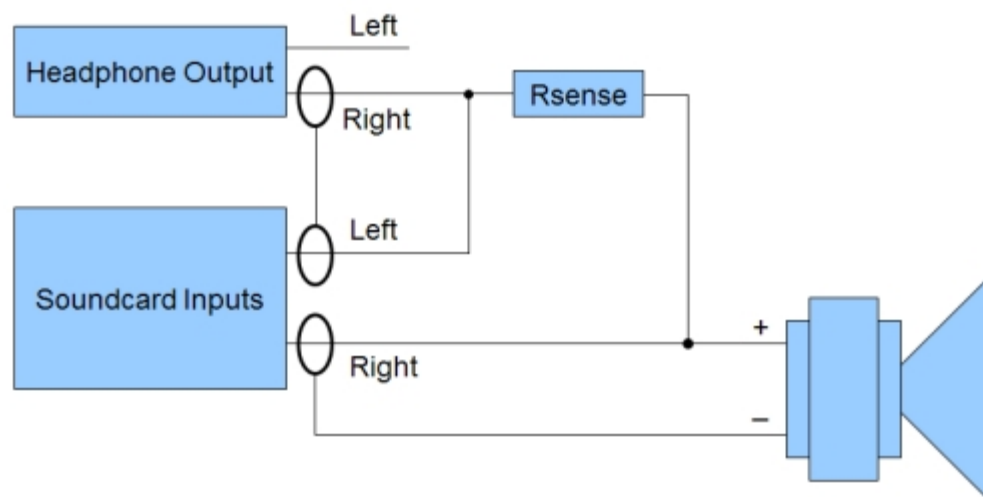 Left
Headphone Output
Rsense
Right
Left
Soundcard Inputs
+
Right
–